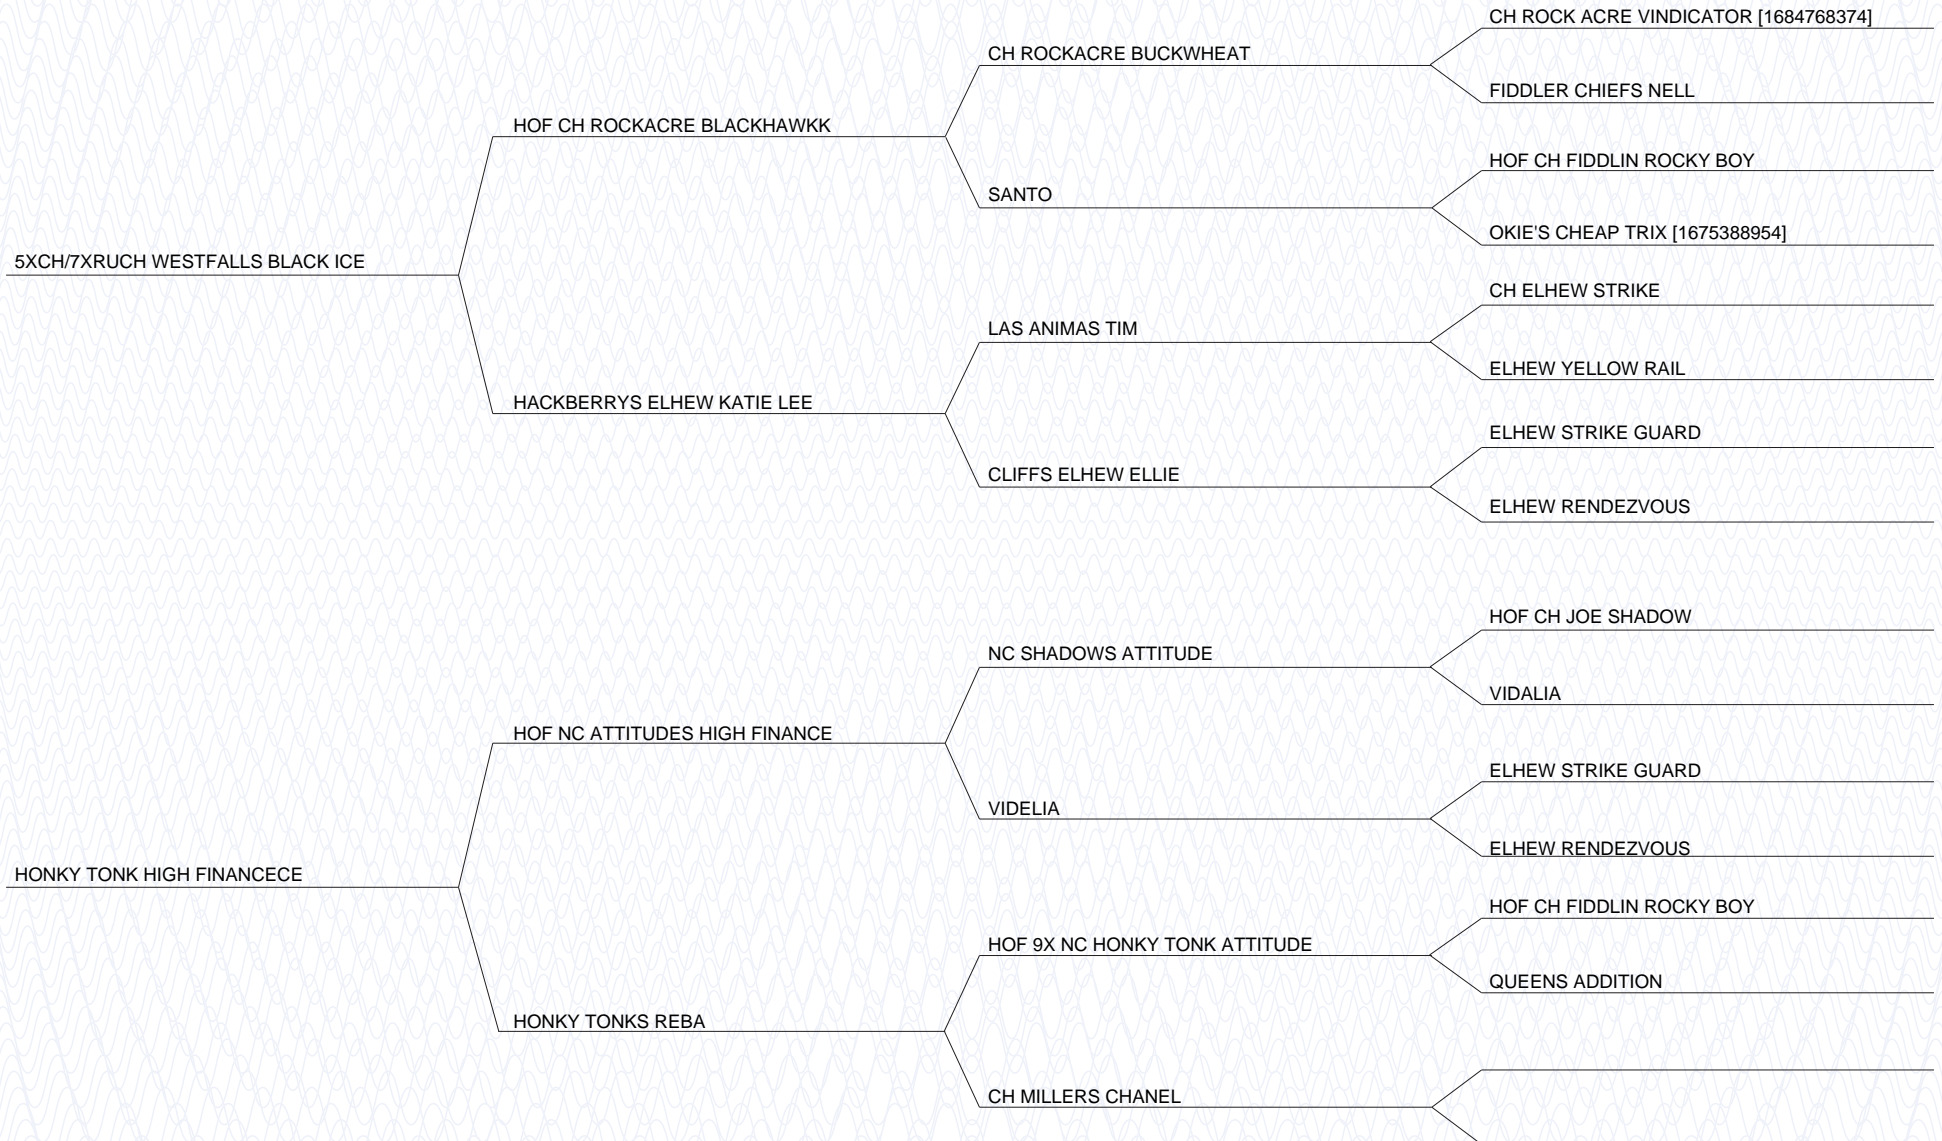 CH ROCK ACRE VINDICATOR [1684768374]
CH ROCKACRE BUCKWHEAT
FIDDLER CHIEFS NELL
HOF CH ROCKACRE BLACKHAWKK
HOF CH FIDDLIN ROCKY BOY
SANTO
OKIE'S CHEAP TRIX [1675388954]
5XCH/7XRUCH WESTFALLS BLACK ICE
CH ELHEW STRIKE
LAS ANIMAS TIM
ELHEW YELLOW RAIL
HACKBERRYS ELHEW KATIE LEE
ELHEW STRIKE GUARD
CLIFFS ELHEW ELLIE
ELHEW RENDEZVOUS
HOF CH JOE SHADOW
NC SHADOWS ATTITUDE
VIDALIA
HOF NC ATTITUDES HIGH FINANCE
ELHEW STRIKE GUARD
VIDELIA
ELHEW RENDEZVOUS
HONKY TONK HIGH FINANCECE
HOF CH FIDDLIN ROCKY BOY
HOF 9X NC HONKY TONK ATTITUDE
QUEENS ADDITION
HONKY TONKS REBA
CH MILLERS CHANEL